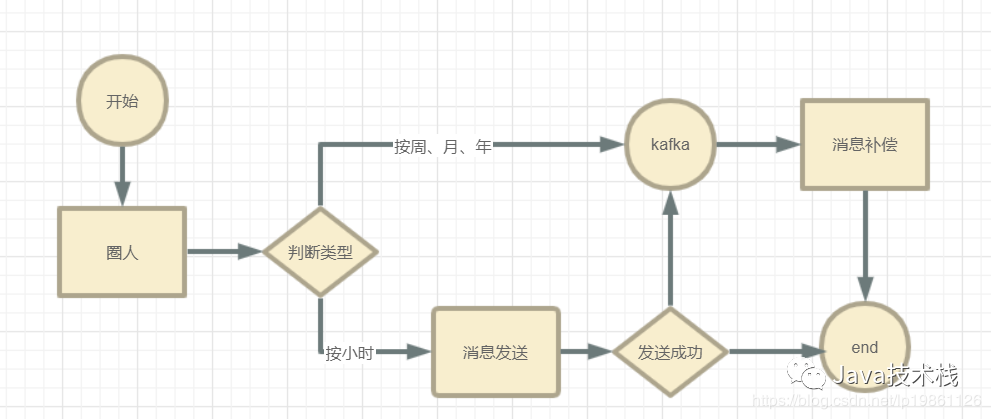 开始
按周、月、年
kafka
消息补偿
圈人
判断类型
按小时
消息发送
发送成功
end
Java技术栈
https://blog.csdn.net/lp19861126